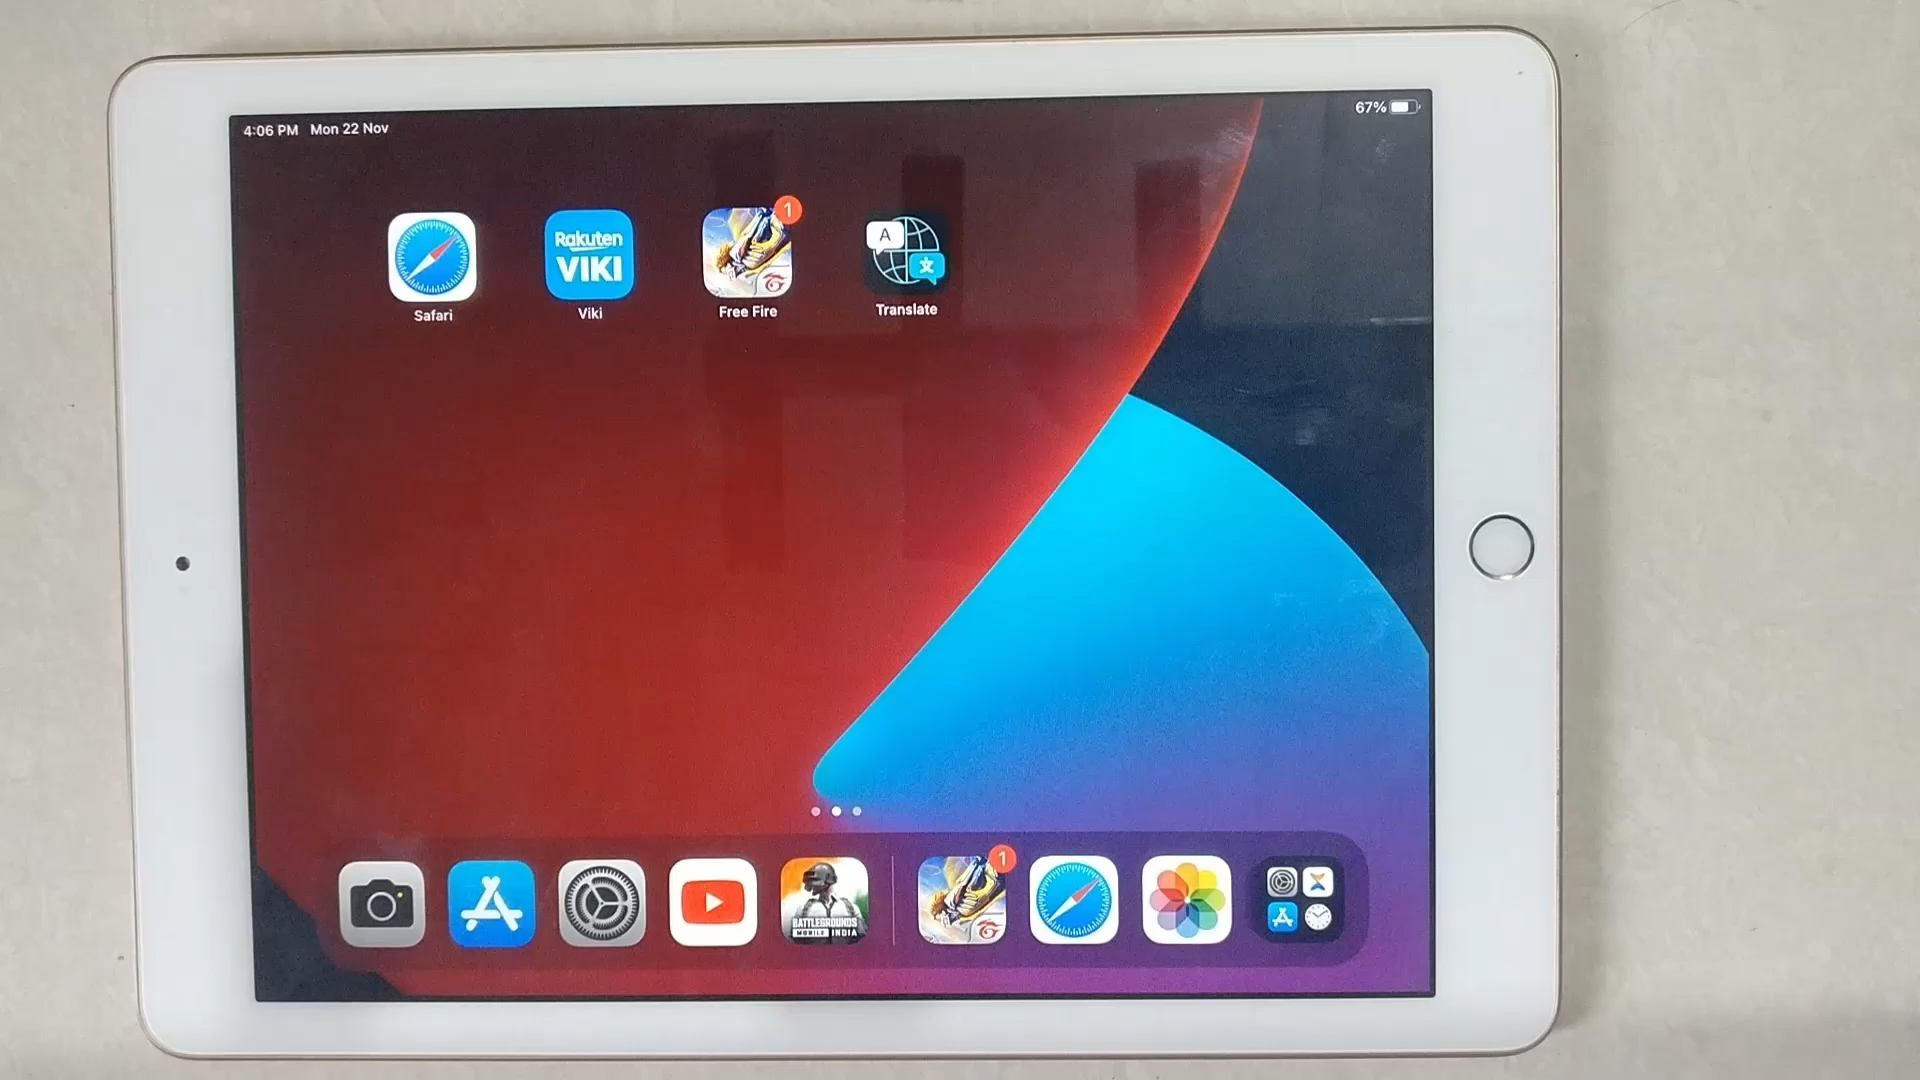 4:06 PM Mon 22 Nov
67%
1
Rakuten
VIKI
A
文
Safari
Viki
Free Fire
Translate
1
BATTLEGROUNDS
MOBILE INDIA